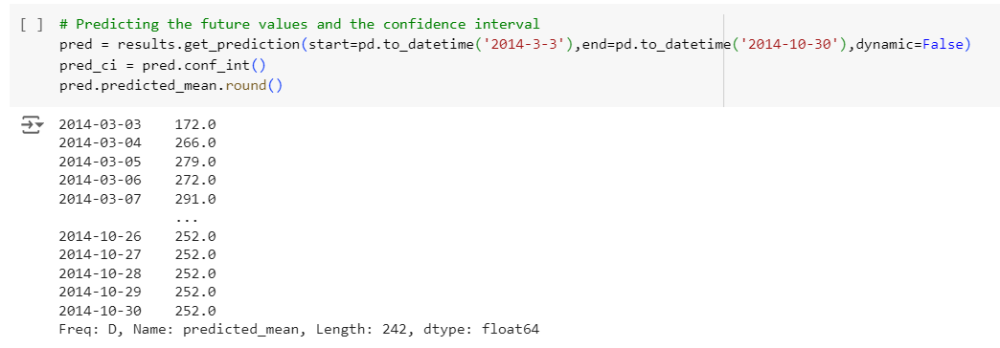 [ ] # Predicting the future values and the confidence interval
pred = results.get_prediction(start=pd.to_datetime('2014-3-3'),end=pd.to_datetime('2014-10-30'),dynamic=False)
pred_ci = pred.conf_int()
pred.predicted_mean.round()
2014-03-03    172.0
2014-03-04    266.0
2014-03-05    279.0
2014-03-06    272.0
2014-03-07    291.0
...
2014-10-26    252.0
2014-10-27    252.0
2014-10-28    252.0
2014-10-29    252.0
2014-10-30    252.0
Freq: D, Name: predicted_mean, Length: 242, dtype: float64